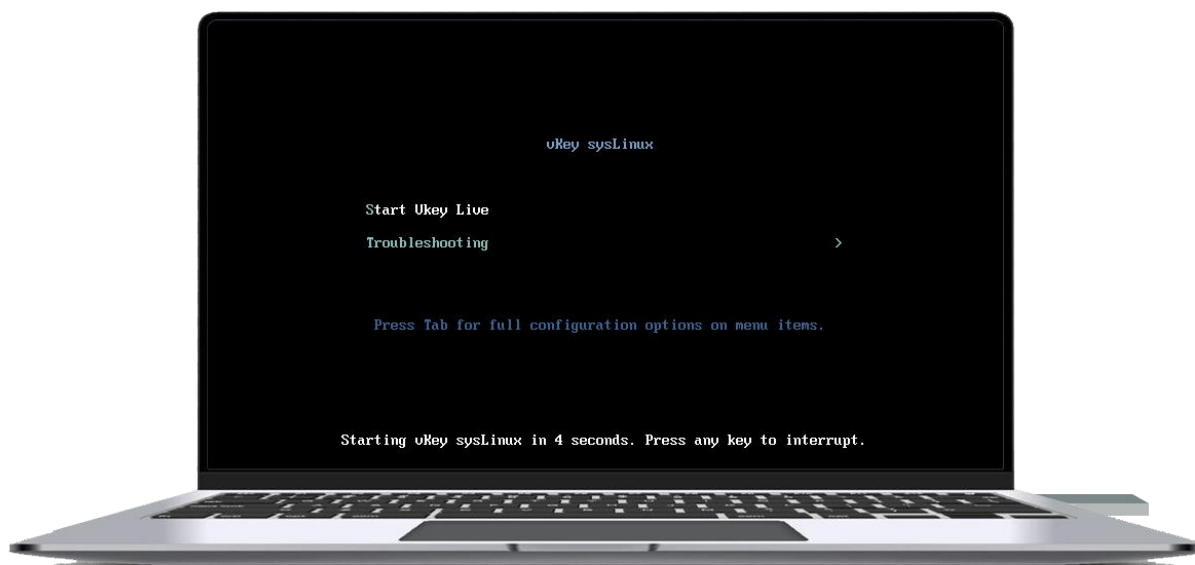 vKey sysLinux
Start Vkey Live
Troubleshooting >
Press Tab for full configuration options on menu items.
Starting vKey sysLinux in 4 seconds. Press any key to interrupt.